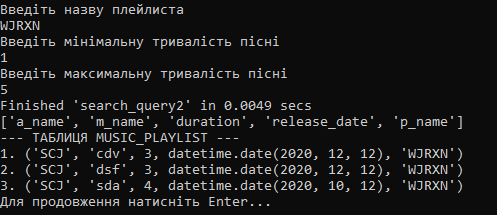 Введіть назву плейлиста
WJRXN
Введіть мінімальну тривалість пісні
1
Введіть максимальну тривалість пісні
5
Finished 'search_query2' in 0.0049 secs
['a_name', 'm_name', 'duration', 'release_date', 'p_name']
--- ТАБЛИЦЯ MUSIC_PLAYLIST ---
1. ('SCJ', 'cdv', 3, datetime.date(2020, 12, 12), 'WJRXN')
2. ('SCJ', 'dsf', 3, datetime.date(2020, 12, 12), 'WJRXN')
3. ('SCJ', 'sda', 4, datetime.date(2020, 10, 12), 'WJRXN')
Для продовження натисніть Enter...